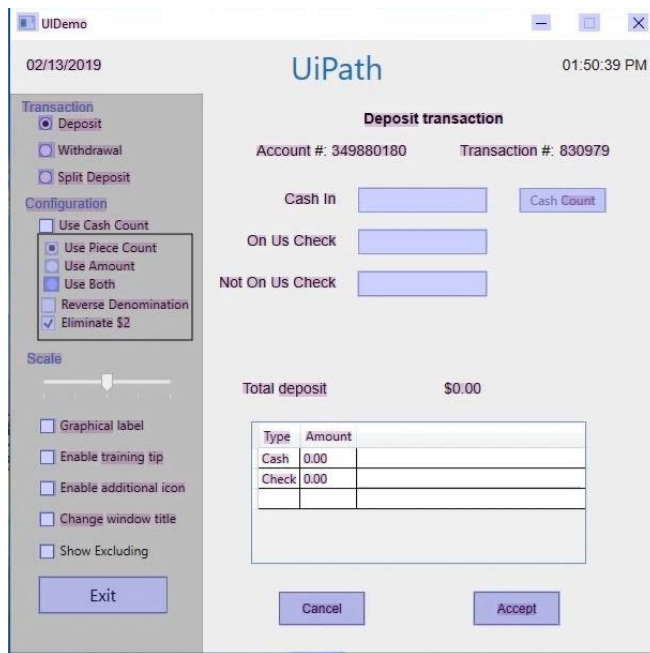 UIDemo
02/13/2019
UiPath
01:50:39 PM
Transaction
Deposit
Withdrawal
Split Deposit
Configuration
Use Cash Count
Use Piece Count
Use Amount
Use Both
Reverse Denomination
Eliminate $2
Scale
Graphical label
Enable training tip
Enable additional icon
Change window title
Show Excluding
Exit
Deposit transaction
Account #: 349880180 Transaction #: 830979
Cash In
Cash Count
On Us Check
Not On Us Check
Total deposit $0.00
Type Amount
Cash 0.00
Check 0.00
Cancel Accept